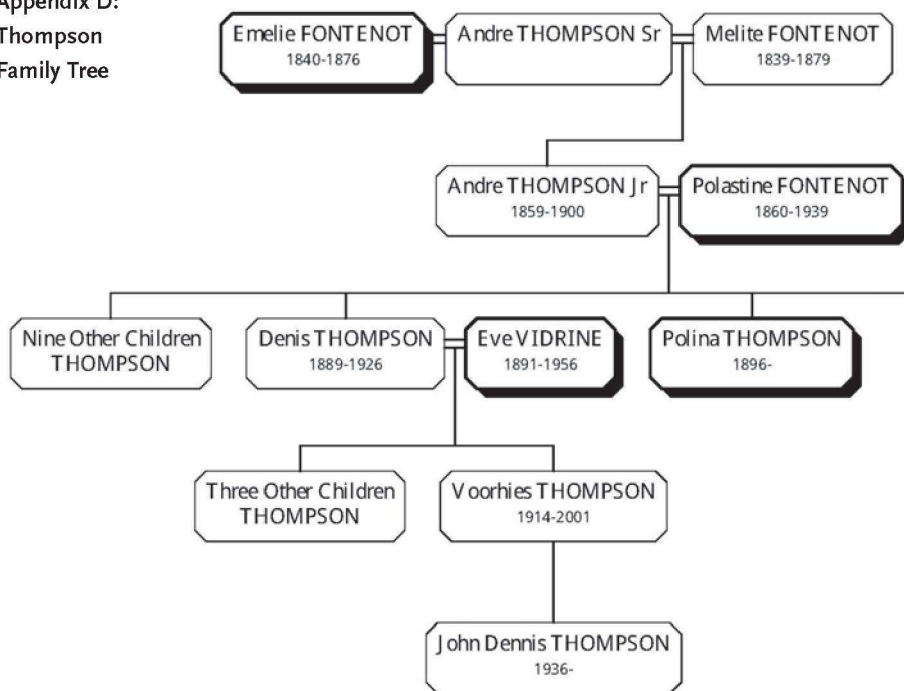 Appendix D:
Thompson
Family Tree
Emelie FONTENOT
1840-1876
Andre THOMPSON Sr
Melite FONTENOT
1839-1879
Andre THOMPSON Jr
1859-1900
Polastine FONTENOT
1860-1939
Nine Other Children
THOMPSON
Denis THOMPSON
1889-1926
Eve VIDRINE
1891-1956
Polina THOMPSON
1896-
Three Other Children
THOMPSON
Voorhies THOMPSON
1914-2001
John Dennis THOMPSON
1936-